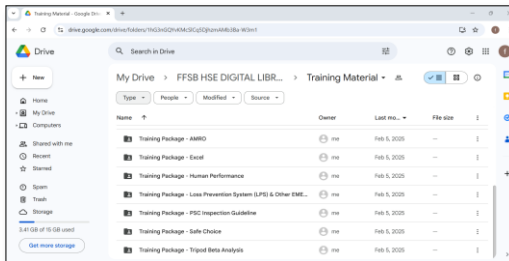 Training Material - Google Driv
drive.google.com/drive/folders/1hG3nGQYvKMcSlCq5DjhzmAMb3Ba-W3m1
Drive
Search in Drive
New
My Drive > FFSB HSE DIGITAL LIBR... > Training Material
Type
People
Modified
Source
Home
My Drive
Computers
Shared with me
Recent
Starred
Spam
Trash
Storage
3.41 GB of 15 GB used
Get more storage
Name
Owner
Last mo...
File size
Training Package - AMRO
me
Feb 5, 2025
Training Package - Excel
me
Feb 5, 2025
Training Package - Human Performance
me
Feb 5, 2025
Training Package - Loss Prevention System (LPS) & Other EME...
me
Feb 5, 2025
Training Package - PSC Inspection Guideline
me
Feb 5, 2025
Training Package - Safe Choice
me
Feb 5, 2025
Training Package - Tripod Beta Analysis
me
Feb 5, 2025